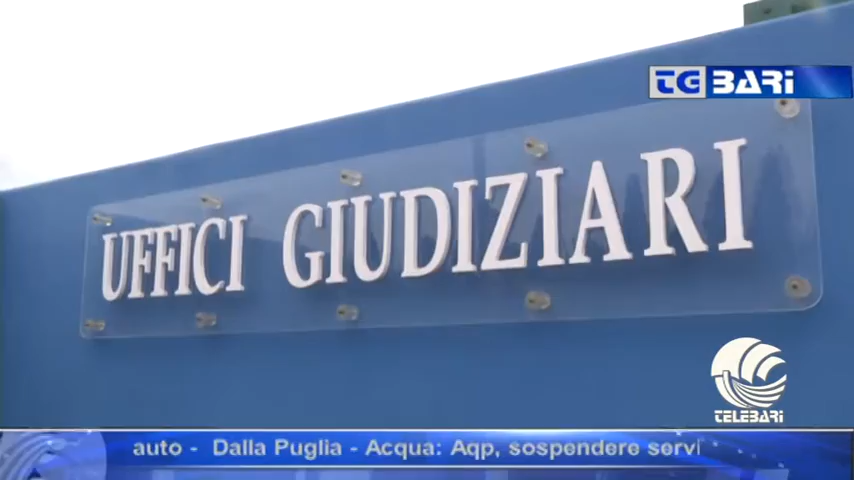 TG BARI
UFFICI GIUDIZIARI
TELEBARI
auto - Dalla Puglia - Acqua: Aqp, sospendere servi